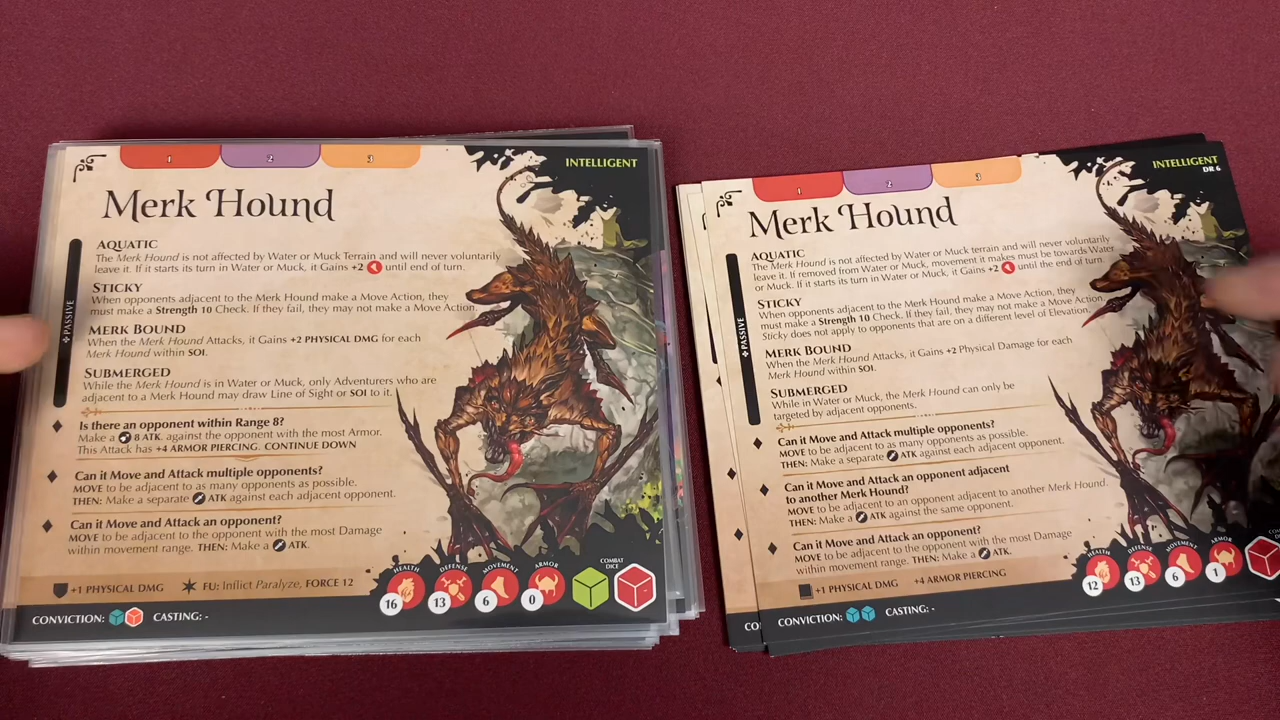 1 2 3
INTELLIGENT
Merk Hound
AQUATIC
The Merk Hound is not affected by Water or Muck Terrain and will never voluntarily
leave it. If it starts its turn in Water or Muck, it Gains +2 until end of turn.
STICKY
When opponents adjacent to the Merk Hound make a Move Action, they
must make a Strength 10 Check. If they fail, they may not make a Move Action.
PASSIVE
MERK BOUND
When the Merk Hound Attacks, it Gains +2 PHYSICAL DMG for each
Merk Hound within SOI.
SUBMERGED
While the Merk Hound is in Water or Muck, only Adventurers who are
adjacent to a Merk Hound may draw Line of Sight or SOI to it.
Is there an opponent within Range 8?
Make a 8 ATK. against the opponent with the most Armor.
This Attack has +4 ARMOR PIERCING. CONTINUE DOWN
Can it Move and Attack multiple opponents?
MOVE to be adjacent to as many opponents as possible.
THEN: Make a separate ATK against each adjacent opponent.
Can it Move and Attack an opponent?
MOVE to be adjacent to the opponent with the most Damage
within movement range. THEN: Make a ATK.
+1 PHYSICAL DMG FU: Inflict Paralyze, FORCE 12
HEALTH DEFENSE MOVEMENT ARMOR COMBAT DICE
16 13 6 0
CONVICTION: CASTING: -
1 2 3
INTELLIGENT
DR 6
Merk Hound
AQUATIC
The Merk Hound is not affected by Water or Muck terrain and will never voluntarily
leave it. If removed from Water or Muck, movement it makes must be towards Water
or Muck. If it starts its turn in Water or Muck, it Gains +2 until the end of turn.
STICKY
When opponents adjacent to the Merk Hound make a Move Action, they
must make a Strength 10 Check. If they fail, they may not make a Move Action.
Sticky does not apply to opponents that are on a different level of Elevation.
PASSIVE
MERK BOUND
When the Merk Hound Attacks, it Gains +2 Physical Damage for each
Merk Hound within SOI.
SUBMERGED
While in Water or Muck, the Merk Hound can only be
targeted by adjacent opponents.
Can it Move and Attack multiple opponents?
MOVE to be adjacent to as many opponents as possible.
THEN: Make a separate ATK against each adjacent opponent.
Can it Move and Attack an opponent adjacent
to another Merk Hound?
MOVE to be adjacent to an opponent adjacent to another Merk Hound.
THEN: Make a ATK against the same opponent.
Can it Move and Attack an opponent?
MOVE to be adjacent to the opponent with the most Damage
within movement range. THEN: Make a ATK.
+1 PHYSICAL DMG +4 ARMOR PIERCING
HEALTH DEFENSE MOVEMENT ARMOR
12 13 6 1
CO
CONVICTION: CASTING: -